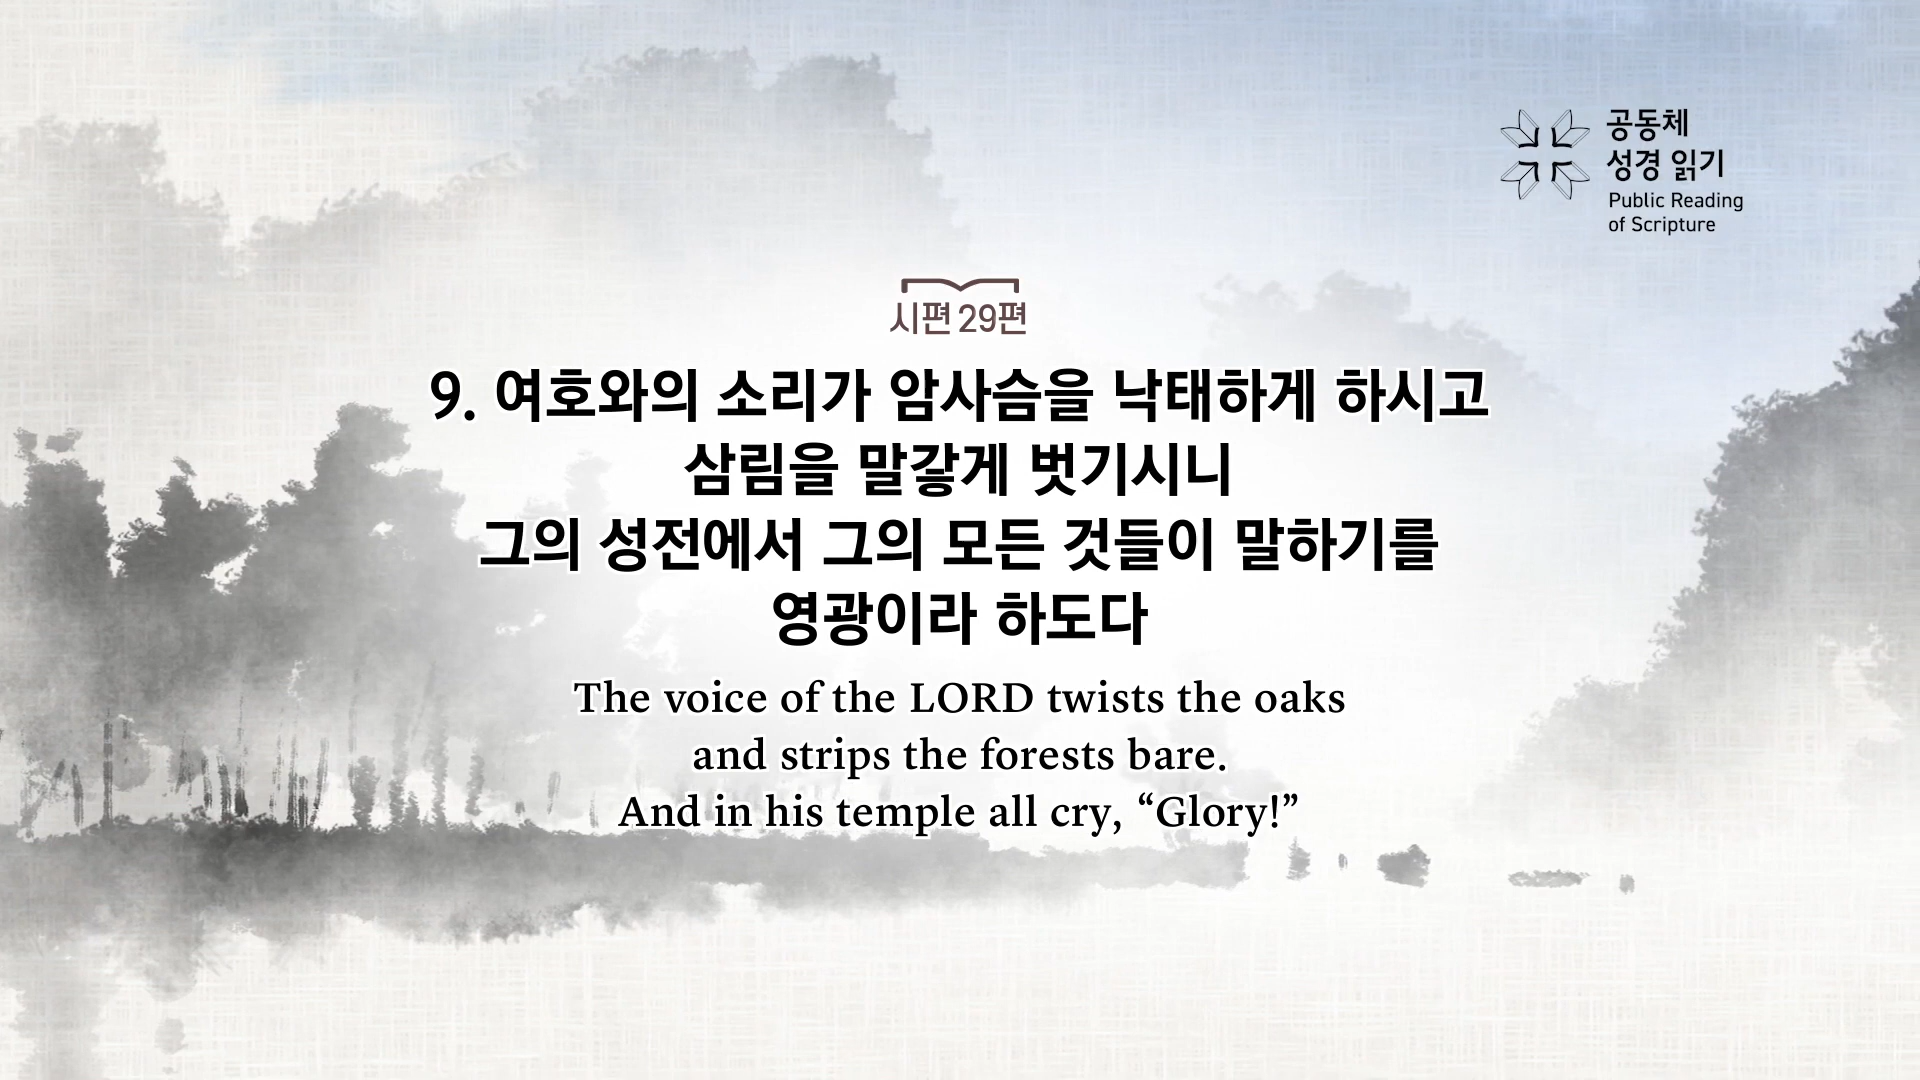 공동체
성경 읽기
Public Reading
of Scripture
시편 29편
9. 여호와의 소리가 암사슴을 낙태하게 하시고
삼림을 말갛게 벗기시니
그의 성전에서 그의 모든 것들이 말하기를
영광이라 하도다
The voice of the LORD twists the oaks
and strips the forests bare.
And in his temple all cry, “Glory!”